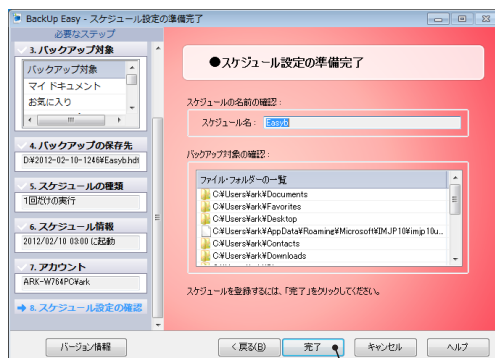 BackUp Easy - スケジュール設定の準備完了
必要なステップ
3. バックアップ対象
バックアップ対象
マイ ドキュメント
お気に入り
4. バックアップの保存先
D:¥2012-02-10-1246¥Easyb.hdt
5. スケジュールの種類
1回だけの実行
6. スケジュール情報
2012/02/10 03:00 に起動
7. アカウント
ARK-W764PC¥ark
8. スケジュール設定の確認
●スケジュール設定の準備完了
スケジュールの名前の確認:
スケジュール名: Easyb
バックアップ対象の確認:
ファイル・フォルダーの一覧
C:¥Users¥ark¥Documents
C:¥Users¥ark¥Favorites
C:¥Users¥ark¥Desktop
C:¥Users¥ark¥AppData¥Roaming¥Microsoft¥IMJP10¥imjp10u...
C:¥Users¥ark¥Contacts
C:¥Users¥ark¥Downloads
スケジュールを登録するには、「完了」をクリックしてください。
バージョン情報
< 戻る(B)
完了
キャンセル
ヘルプ